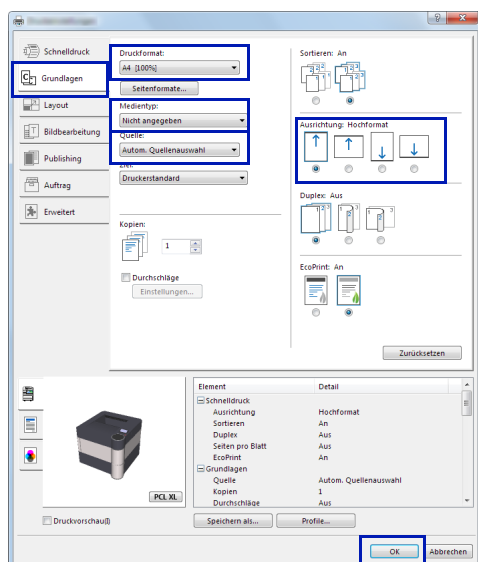 Schnelldruck
Grundlagen
Layout
Bildbearbeitung
Publishing
Auftrag
Erweitert
Druckformat:
A4 [100%]
Seitenformate...
Medientyp:
Nicht angegeben
Quelle:
Autom. Quellenauswahl
Ziel:
Druckerstandard
Kopien:
1
Durchschläge
Einstellungen...
Sortieren: An
Ausrichtung: Hochformat
Duplex: Aus
EcoPrint: An
Zurücksetzen
PCL XL
Druckvorschau(I)
Element Detail
Schnelldruck
Ausrichtung Hochformat
Sortieren An
Duplex Aus
Seiten pro Blatt Aus
EcoPrint An
Grundlagen
Quelle Autom. Quellenauswahl
Kopien 1
Durchschläge Aus
Speichern als... Profile...
OK Abbrechen